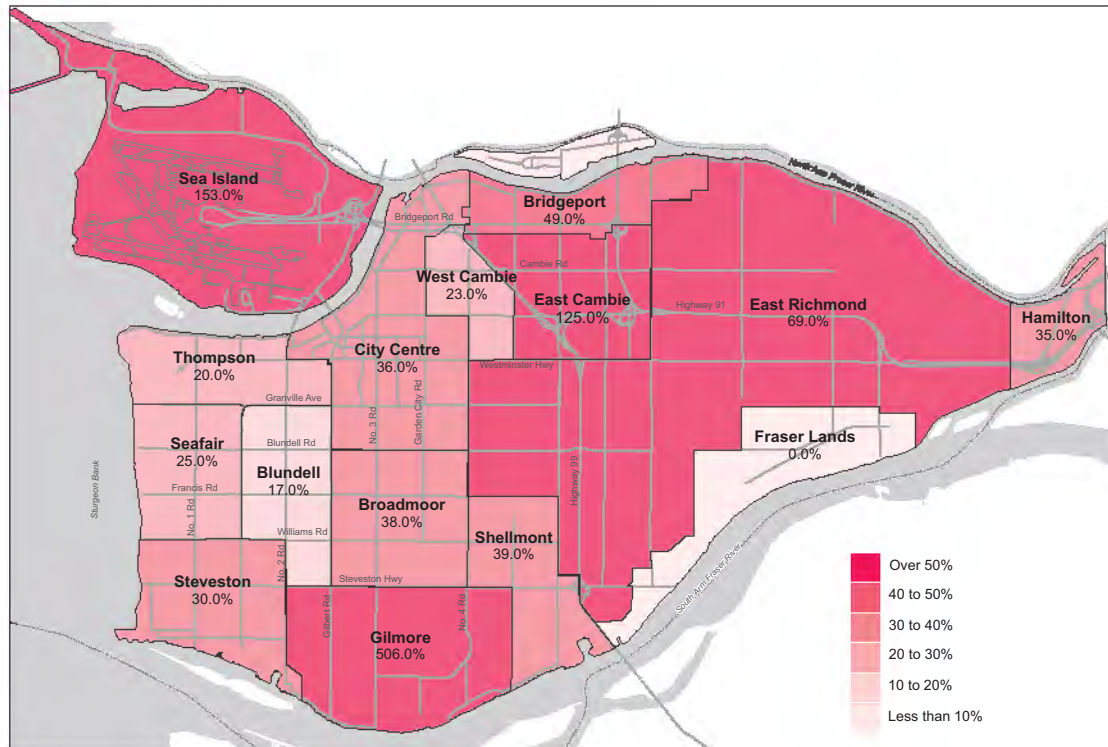 North Arm Fraser River
Sea Island
153.0%
Bridgeport
49.0%
Bridgeport Rd
West Cambie
23.0%
Cambie Rd
East Cambie
125.0%
Highway 91
East Richmond
69.0%
Hamilton
35.0%
Thompson
20.0%
City Centre
36.0%
Westminster Hwy
Granville Ave
No. 3 Rd
Garden City Rd
Seafair
25.0%
Blundell Rd
Blundell
17.0%
Fraser Lands
0.0%
Sturgeon Bank
Francis Rd
No. 1 Rd
Highway 99
Broadmoor
38.0%
Williams Rd
No. 2 Rd
Shellmont
39.0%
Steveston
30.0%
Steveston Hwy
Gilbert Rd
No. 4 Rd
Gilmore
506.0%
South Arm Fraser River
Over 50%
40 to 50%
30 to 40%
20 to 30%
10 to 20%
Less than 10%